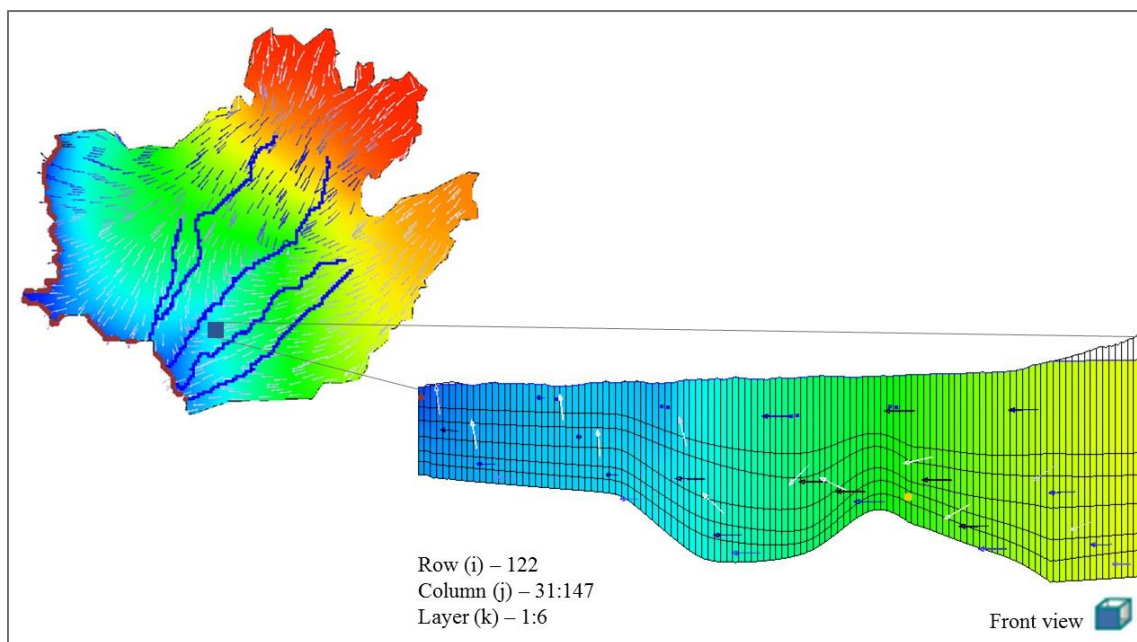 Row (i) – 122
Column (j) – 31:147
Layer (k) – 1:6
Front view